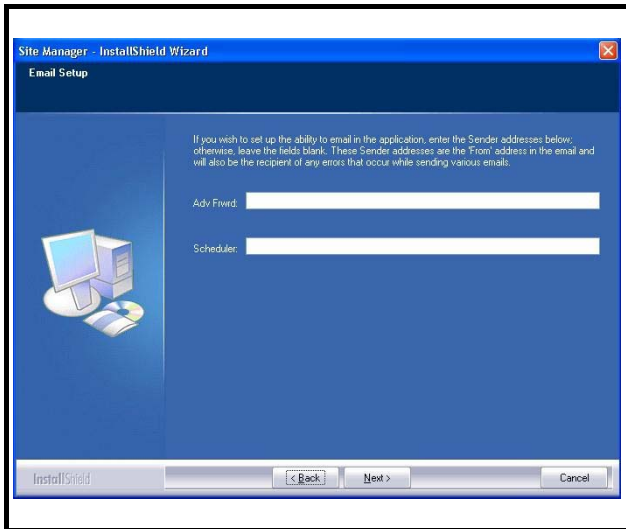 Site Manager - InstallShield Wizard
Email Setup
If you wish to set up the ability to email in the application, enter the Sender addresses below;
otherwise, leave the fields blank. These Sender addresses are the 'From' address in the email and
will also be the recipient of any errors that occur while sending various emails.
Adv Frwrd:
Scheduler:
InstallShield
< Back
Next >
Cancel